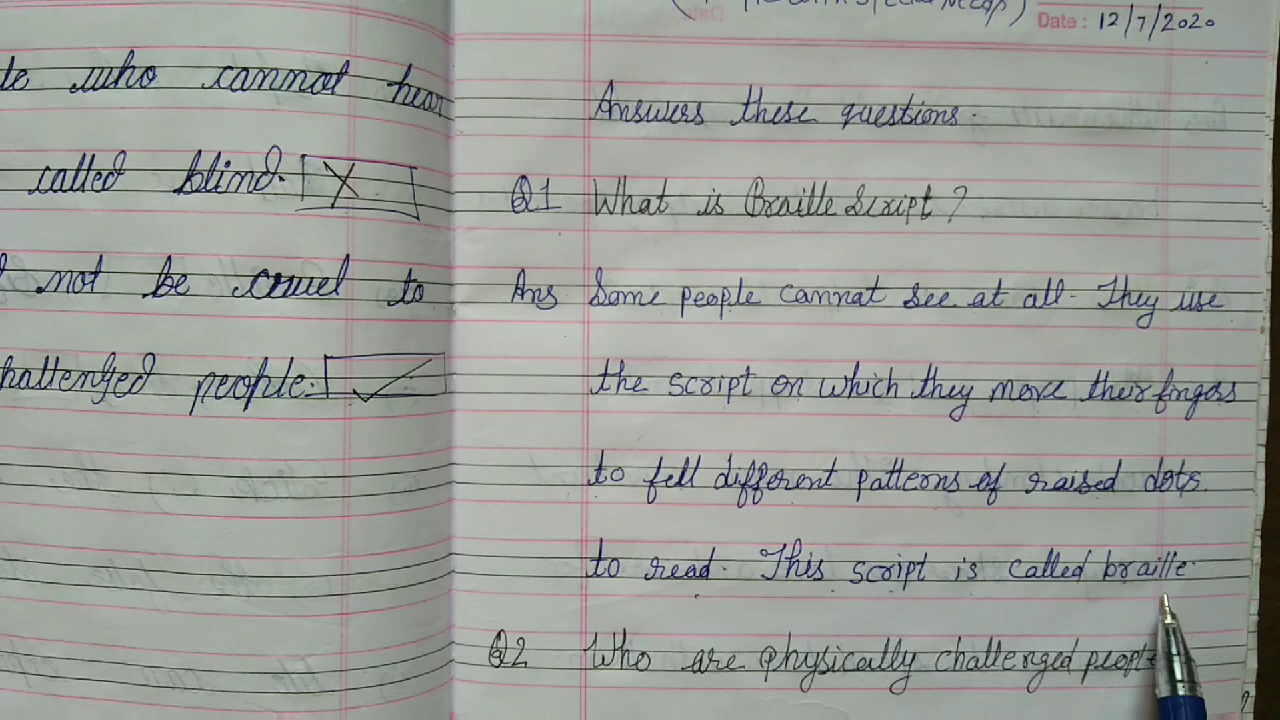 to who cannot hear
called blind. X
not be cruel to
challenged people. ✓
Date : 12/7/2020
Answers these questions.
Q1 What is Braille Script ?
Ans Some people cannot see at all. They use
the script on which they move their fingers
to fell different patterns of raised dots
to read. This script is called braille.
Q2 Who are physically challenged people